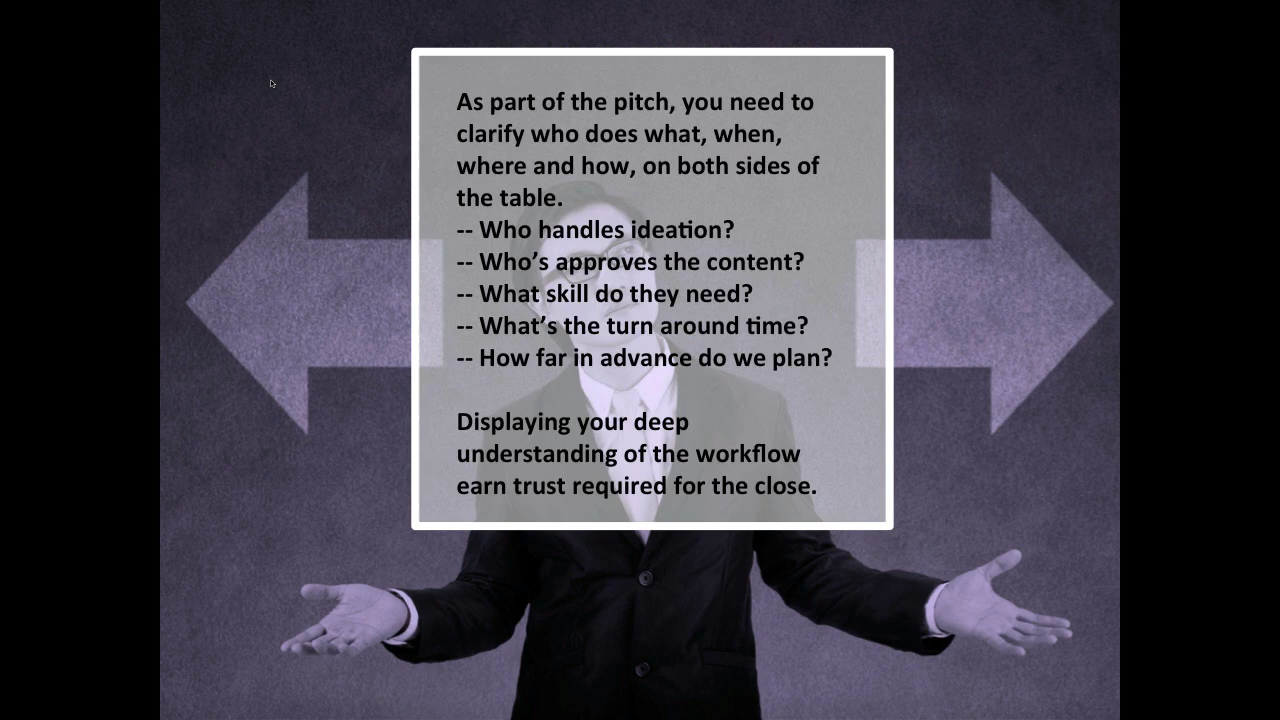 As part of the pitch, you need to
clarify who does what, when,
where and how, on both sides of
the table.
-- Who handles ideation?
-- Who’s approves the content?
-- What skill do they need?
-- What’s the turn around time?
-- How far in advance do we plan?
Displaying your deep
understanding of the workflow
earn trust required for the close.